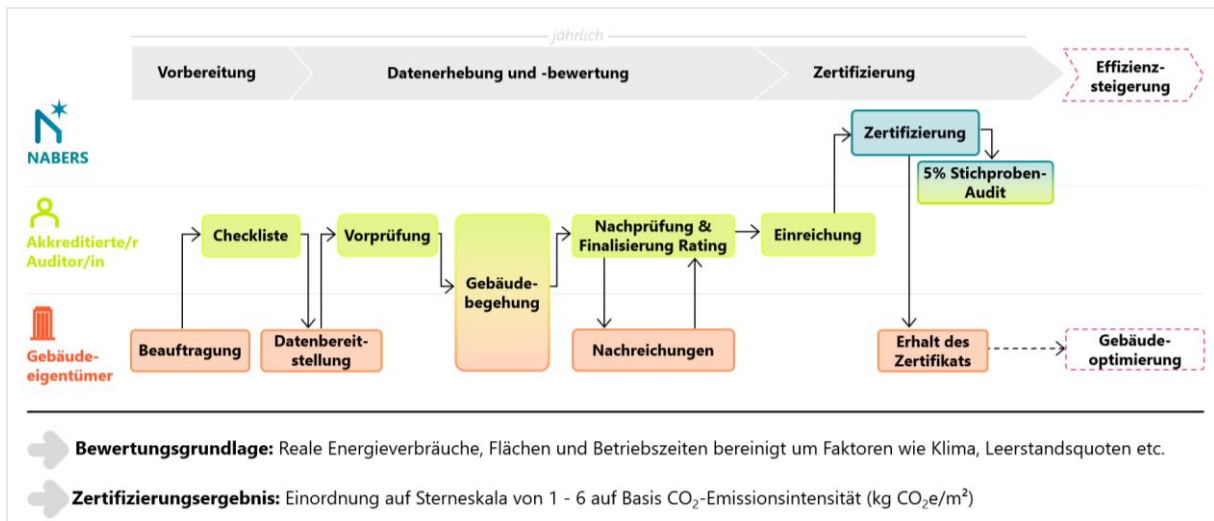 jährlich
Vorbereitung
Datenerhebung und -bewertung
Zertifizierung
Effizienz-
steigerung
NABERS
Zertifizierung
5% Stichproben-
Audit
Akkreditierte/r
Auditor/in
Checkliste
Vorprüfung
Gebäude-
begehung
Nachprüfung &
Finalisierung Rating
Einreichung
Gebäude-
eigentümer
Beauftragung
Datenbereit-
stellung
Nachreichungen
Erhalt des
Zertifikats
Gebäude-
optimierung
Bewertungsgrundlage: Reale Energieverbräuche, Flächen und Betriebszeiten bereinigt um Faktoren wie Klima, Leerstandsquoten etc.
Zertifizierungsergebnis: Einordnung auf Sterneskala von 1 - 6 auf Basis CO₂-Emissionsintensität (kg CO₂e/m²)